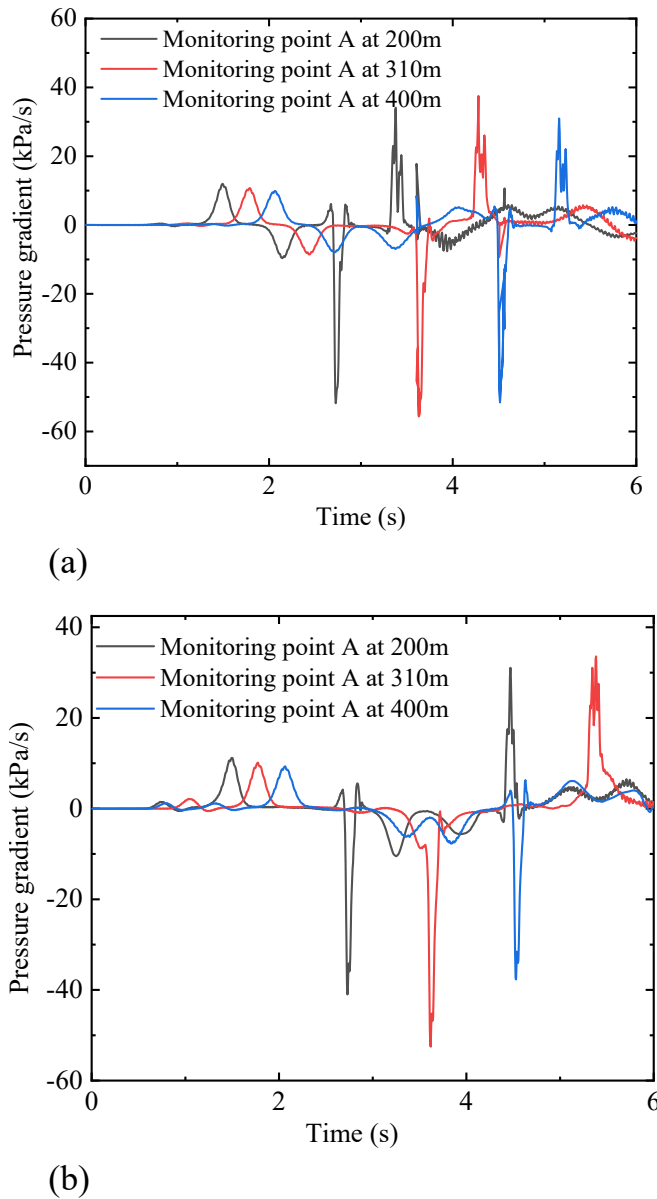 60
40
20
0
-20
-40
-60
Pressure gradient (kPa/s)
Monitoring point A at 200m
Monitoring point A at 310m
Monitoring point A at 400m
0 2 4 6
Time (s)
(a)
40
20
0
-20
-40
-60
Pressure gradient (kPa/s)
Monitoring point A at 200m
Monitoring point A at 310m
Monitoring point A at 400m
0 2 4 6
Time (s)
(b)